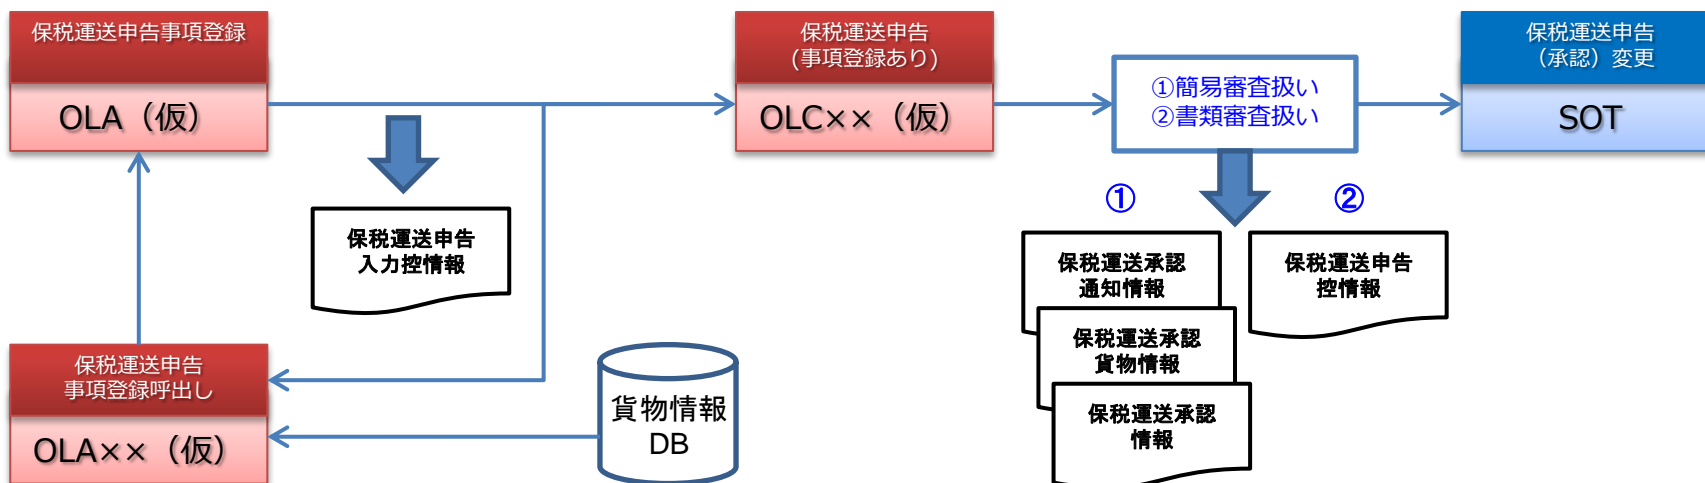 保税運送申告事項登録
OLA（仮）
保税運送申告
(事項登録あり)
OLC××（仮）
①簡易審査扱い
②書類審査扱い
保税運送申告
（承認）変更
SOT
保税運送申告
入力控情報
①
②
保税運送承認
通知情報
保税運送承認
貨物情報
保税運送承認
情報
保税運送申告
控情報
保税運送申告
事項登録呼出し
OLA××（仮）
貨物情報
DB